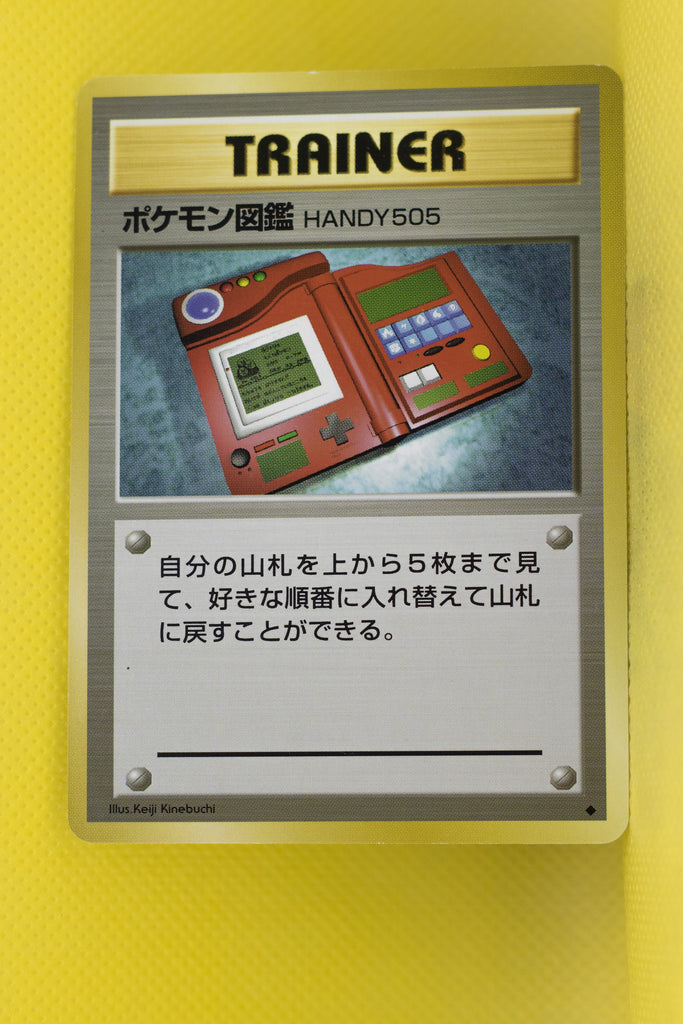 TRAINER
ポケモン図鑑 HANDY505
自分の山札を上から5枚まで見
て、好きな順番に入れ替えて山札
に戻すことができる。
Illus.Keiji Kinebuchi